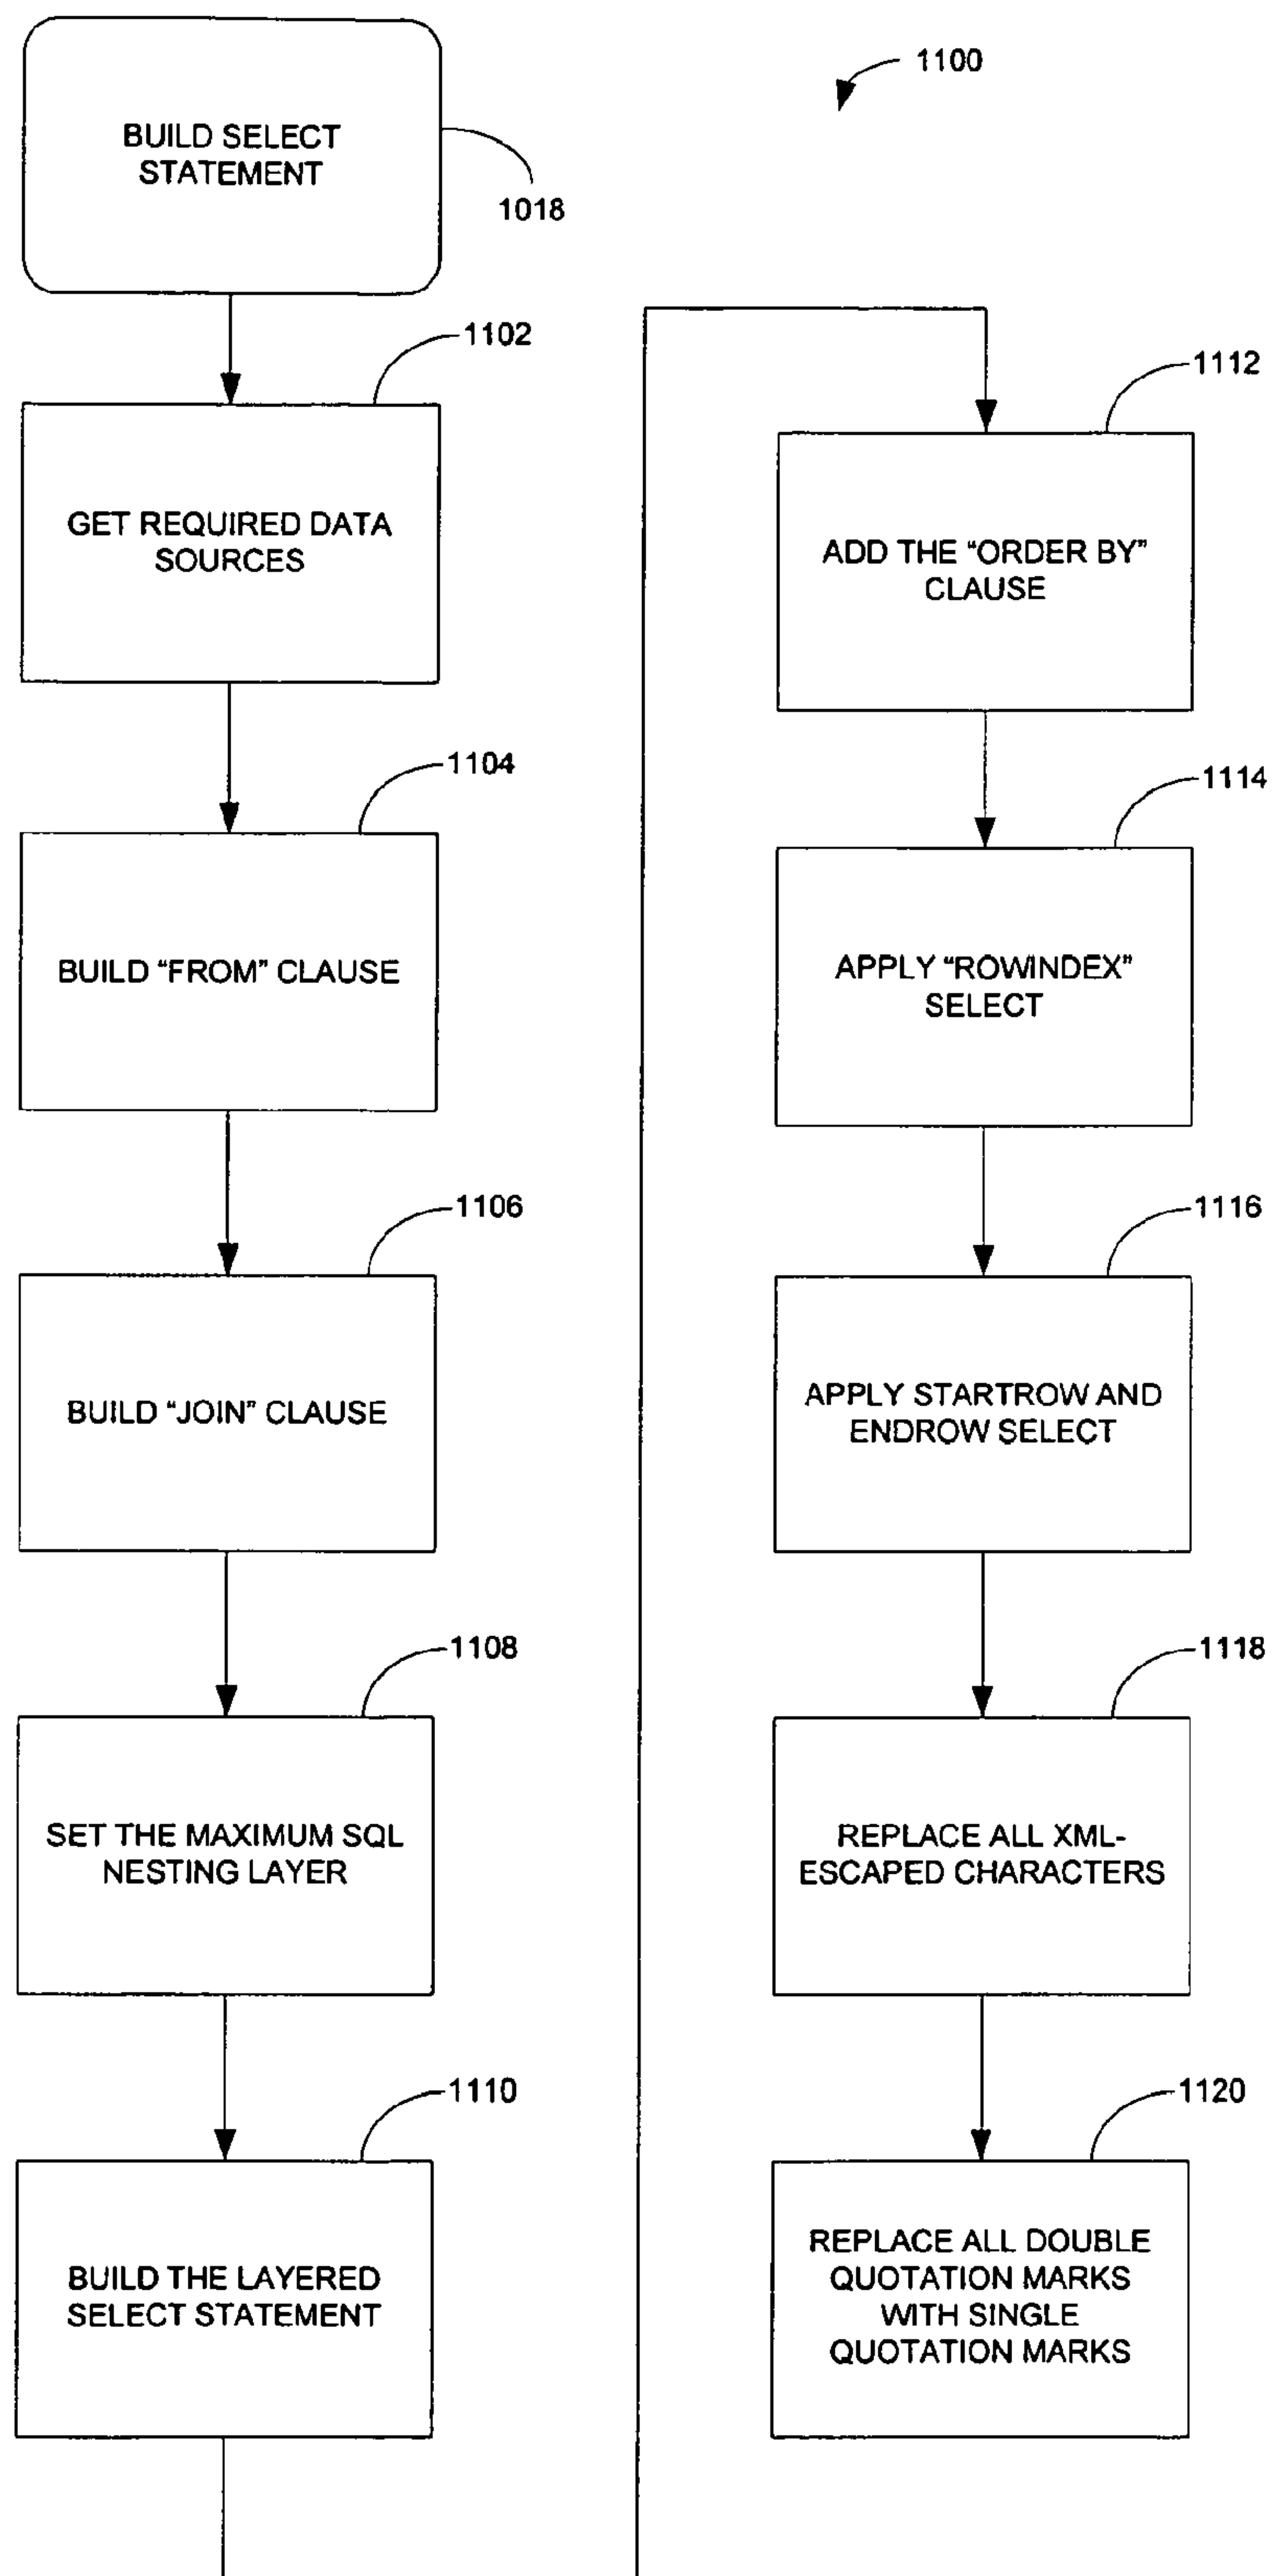 BUILD SELECT
STATEMENT
1018
1100
1102
GET REQUIRED DATA
SOURCES
1104
BUILD “FROM” CLAUSE
1106
BUILD “JOIN” CLAUSE
1108
SET THE MAXIMUM SQL
NESTING LAYER
1110
BUILD THE LAYERED
SELECT STATEMENT
1112
ADD THE “ORDER BY”
CLAUSE
1114
APPLY “ROWINDEX”
SELECT
1116
APPLY STARTROW AND
ENDROW SELECT
1118
REPLACE ALL XML-
ESCAPED CHARACTERS
1120
REPLACE ALL DOUBLE
QUOTATION MARKS
WITH SINGLE
QUOTATION MARKS